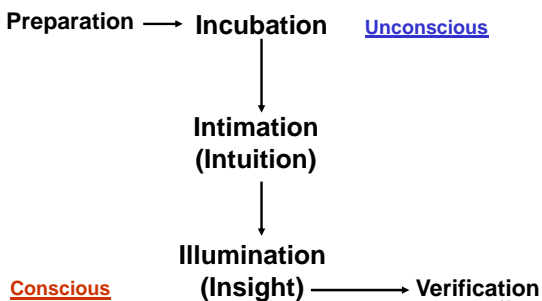 Preparation
Incubation
Unconscious
Intimation
(Intuition)
Illumination
(Insight)
Conscious
Verification